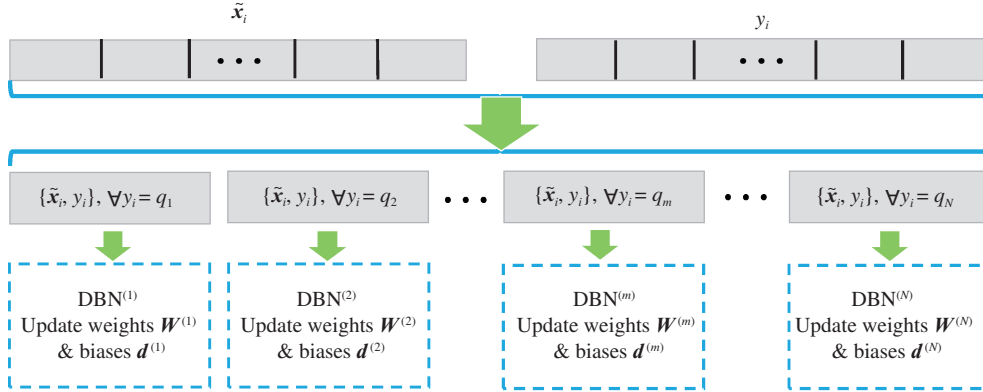 x̃ᵢ yᵢ
• • • • • •
{x̃ᵢ, yᵢ}, ∀yᵢ = q₁ {x̃ᵢ, yᵢ}, ∀yᵢ = q₂ • • • {x̃ᵢ, yᵢ}, ∀yᵢ = qₘ • • • {x̃ᵢ, yᵢ}, ∀yᵢ = q_N
DBN⁽¹⁾ DBN⁽²⁾ DBN⁽ᵐ⁾ DBN⁽ᴺ⁾
Update weights W⁽¹⁾ Update weights W⁽²⁾ Update weights W⁽ᵐ⁾ Update weights W⁽ᴺ⁾
& biases d⁽¹⁾ & biases d⁽²⁾ & biases d⁽ᵐ⁾ & biases d⁽ᴺ⁾